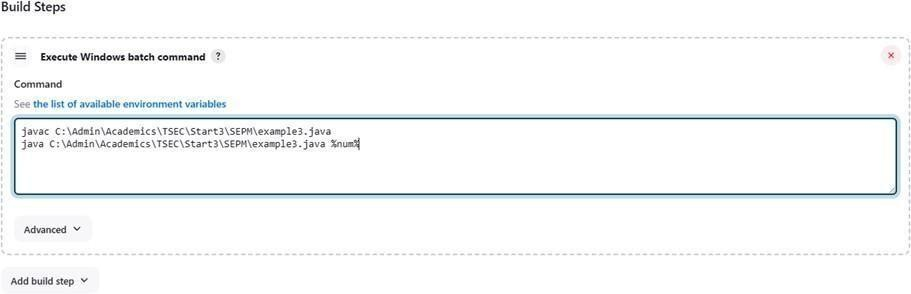 Build Steps
Execute Windows batch command ?
Command
See the list of available environment variables
javac C:\Admin\Academics\TSEC\Start3\SEPM\example3.java
java C:\Admin\Academics\TSEC\Start3\SEPM\example3.java %num%
Advanced
Add build step